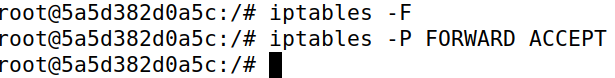 root@5a5d382d0a5c:/# iptables -F
root@5a5d382d0a5c:/# iptables -P FORWARD ACCEPT
root@5a5d382d0a5c:/#